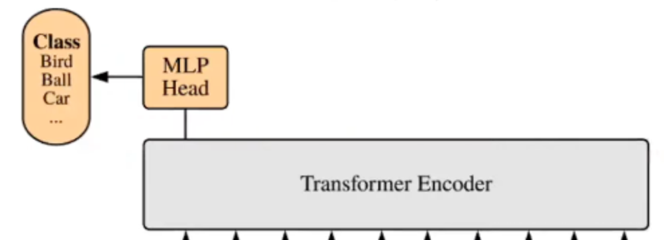 Class
Bird
Ball
Car
...
MLP
Head
Transformer Encoder